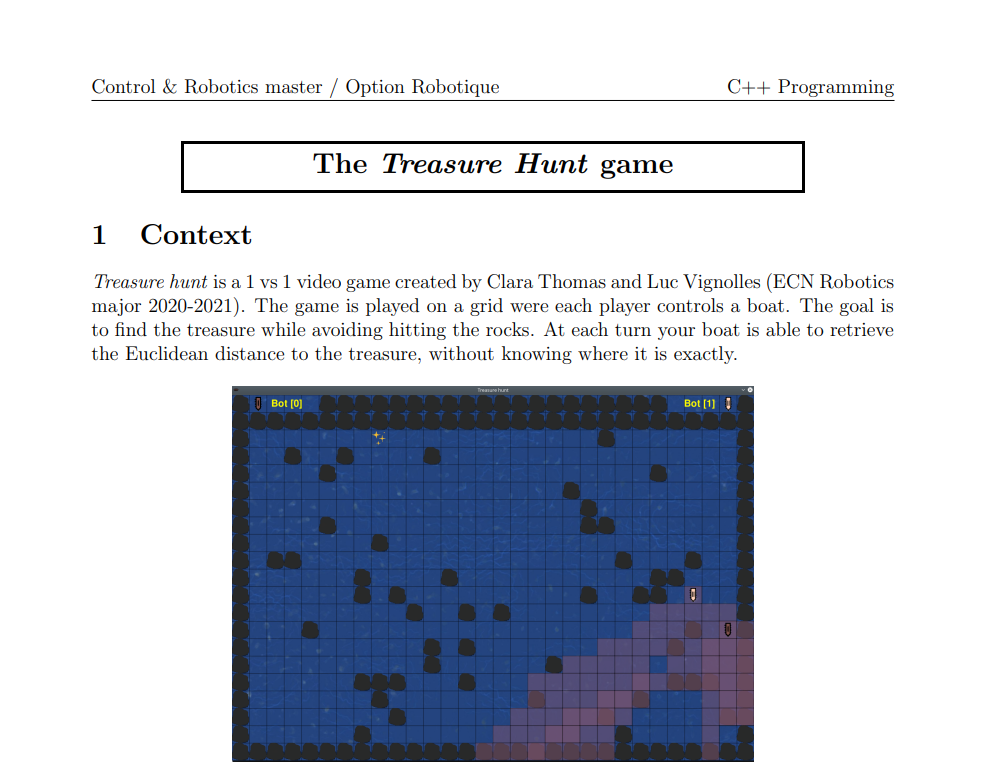 Control & Robotics master / Option Robotique
C++ Programming
The Treasure Hunt game
1 Context
Treasure hunt is a 1 vs 1 video game created by Clara Thomas and Luc Vignolles (ECN Robotics
major 2020-2021). The game is played on a grid were each player controls a boat. The goal is
to find the treasure while avoiding hitting the rocks. At each turn your boat is able to retrieve
the Euclidean distance to the treasure, without knowing where it is exactly.
Treasure hunt
Bot [0]
Bot [1]